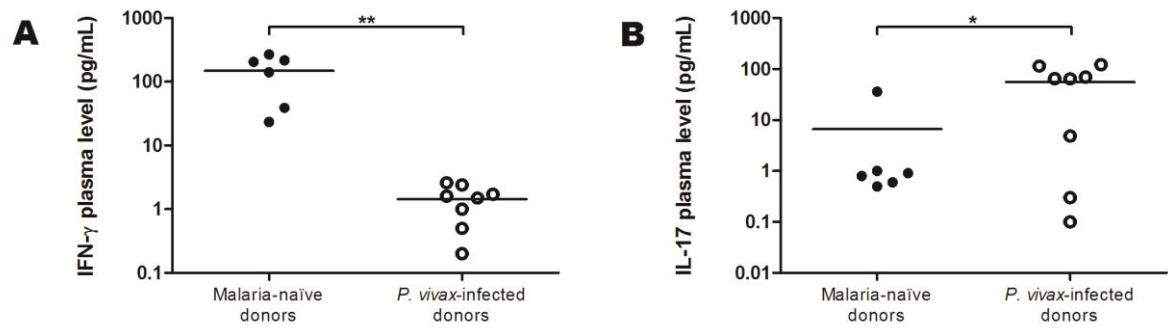 A
IFN-γ plasma level (pg/mL)
1000
100
10
1
0.1
**
Malaria-naïve
donors
P. vivax-infected
donors
B
IL-17 plasma level (pg/mL)
1000
100
10
1
0.1
0.01
*
Malaria-naïve
donors
P. vivax-infected
donors